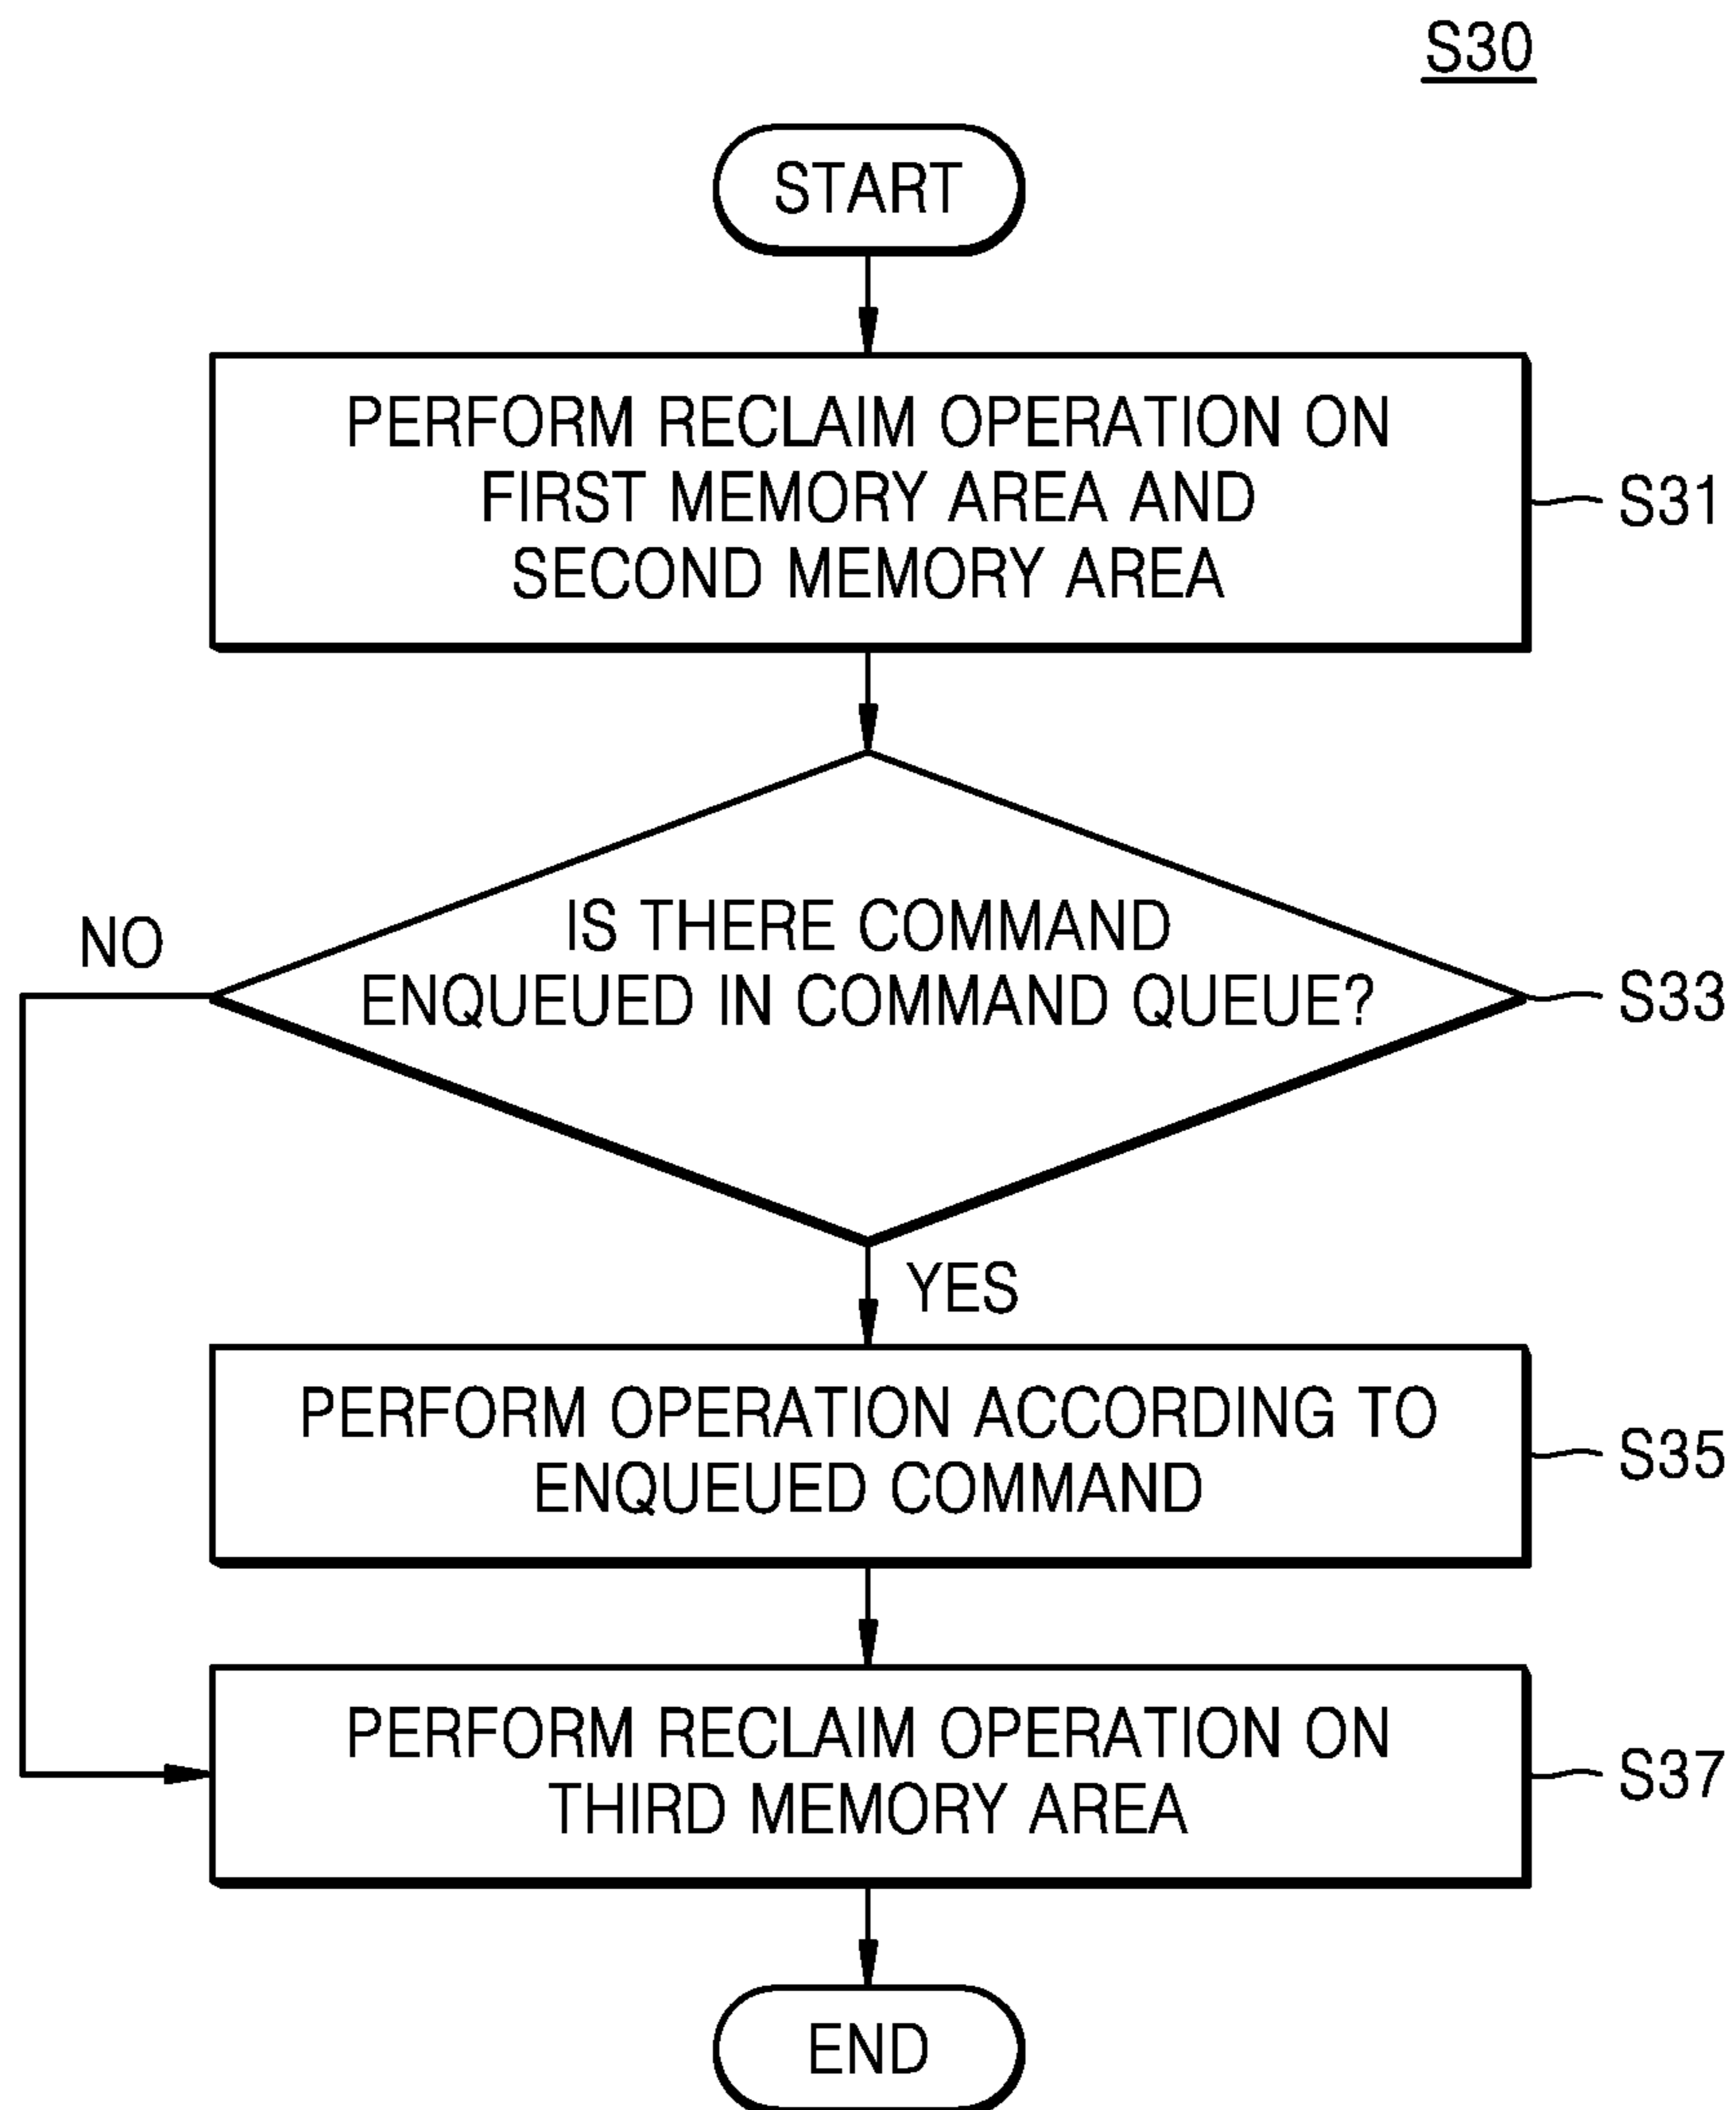 S30
START
PERFORM RECLAIM OPERATION ON
FIRST MEMORY AREA AND
SECOND MEMORY AREA
S31
IS THERE COMMAND
ENQUEUED IN COMMAND QUEUE?
S33
NO
YES
PERFORM OPERATION ACCORDING TO
ENQUEUED COMMAND
S35
PERFORM RECLAIM OPERATION ON
THIRD MEMORY AREA
S37
END